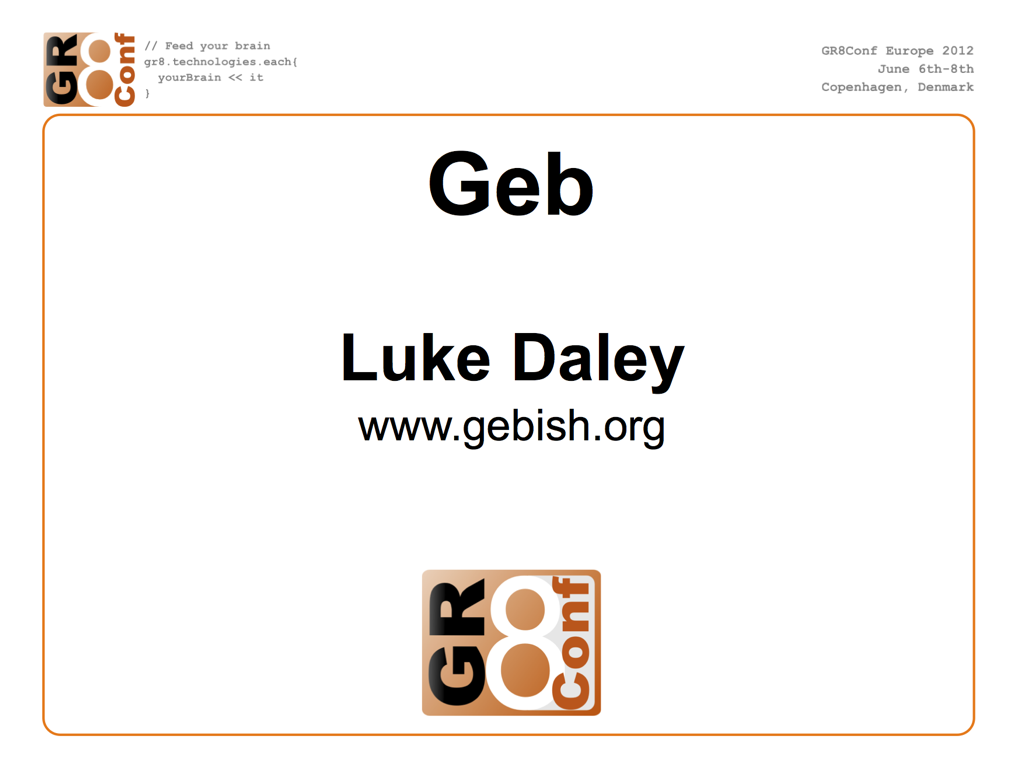 GR8Conf
// Feed your brain
gr8.technologies.each{
  yourBrain << it
}
GR8Conf Europe 2012
June 6th-8th
Copenhagen, Denmark
Geb
Luke Daley
www.gebish.org
GR8Conf